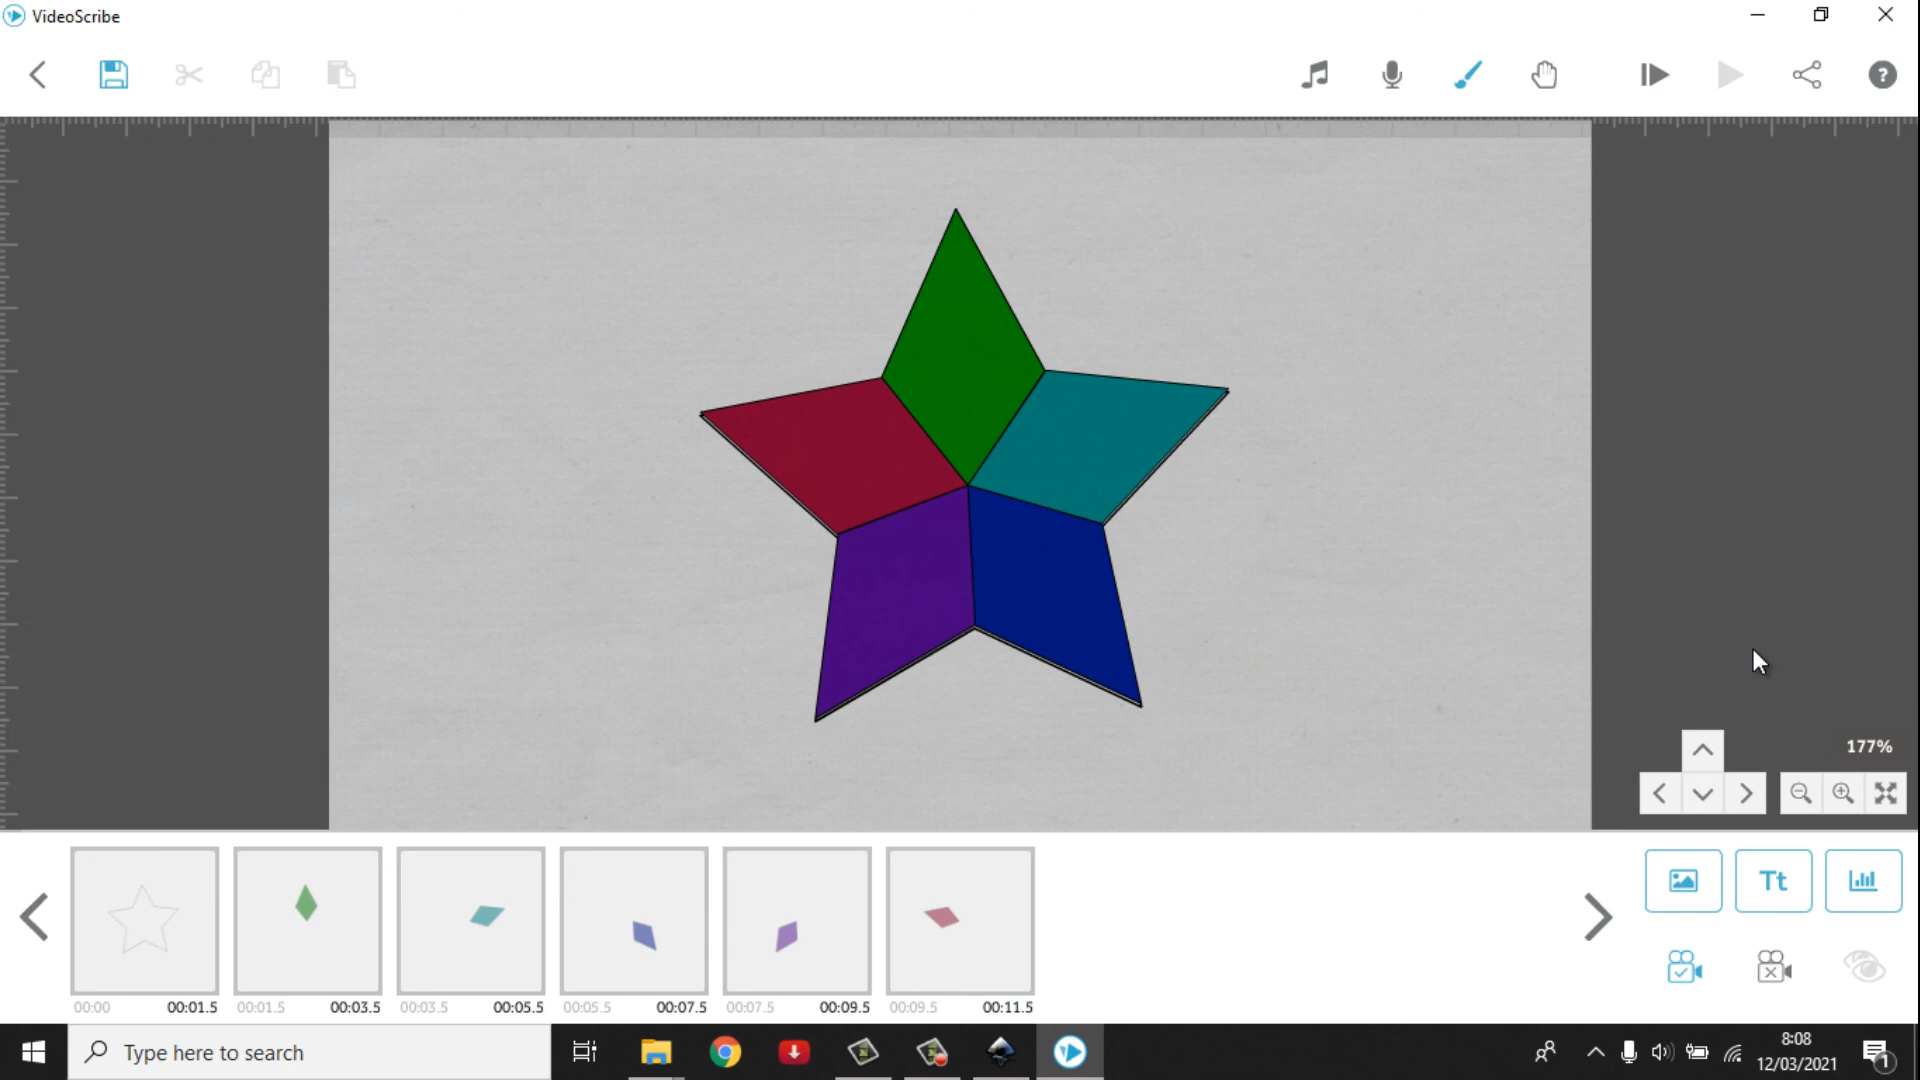 VideoScribe
?
177%
Tt
00:00 00:01.5 00:01.5 00:03.5 00:03.5 00:05.5 00:05.5 00:07.5 00:07.5 00:09.5 00:09.5 00:11.5
Type here to search
8:08
12/03/2021
1